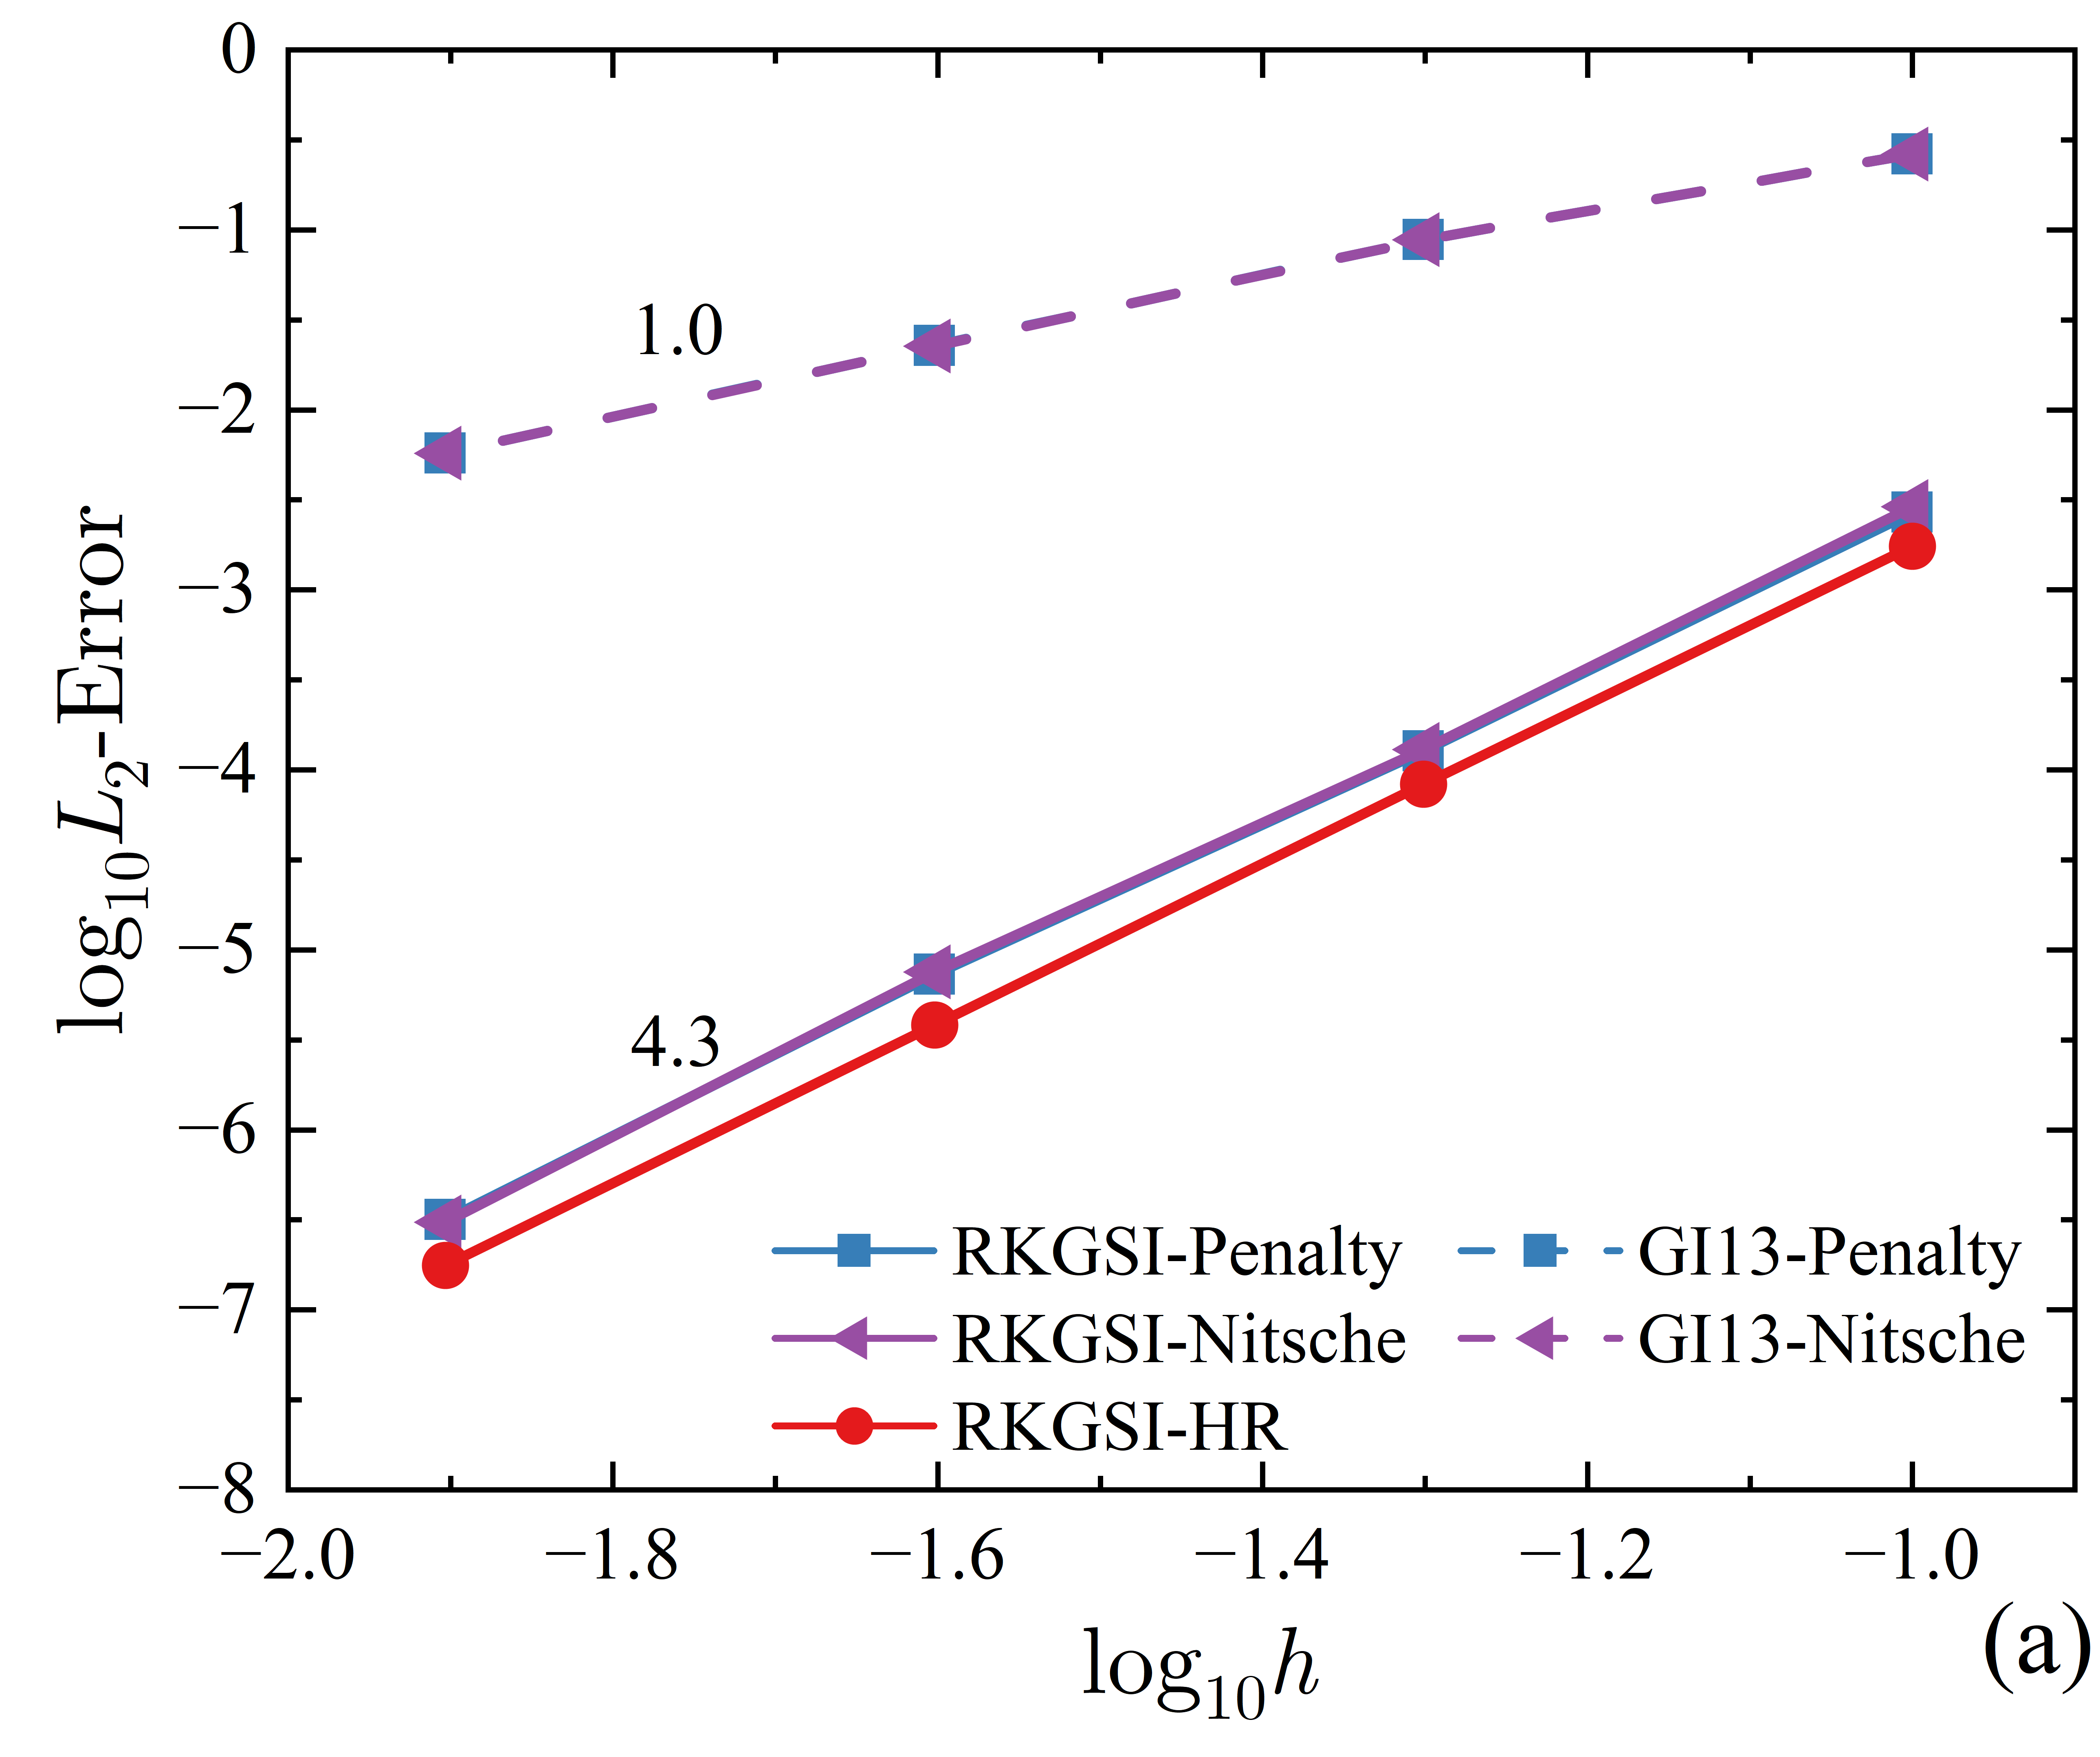 0
−1
−2
−3
−4
−5
−6
−7
−8
log₁₀L₂-Error
1.0
4.3
RKGSI-Penalty
GI13-Penalty
RKGSI-Nitsche
GI13-Nitsche
RKGSI-HR
−2.0 −1.8 −1.6 −1.4 −1.2 −1.0
log₁₀h
(a)